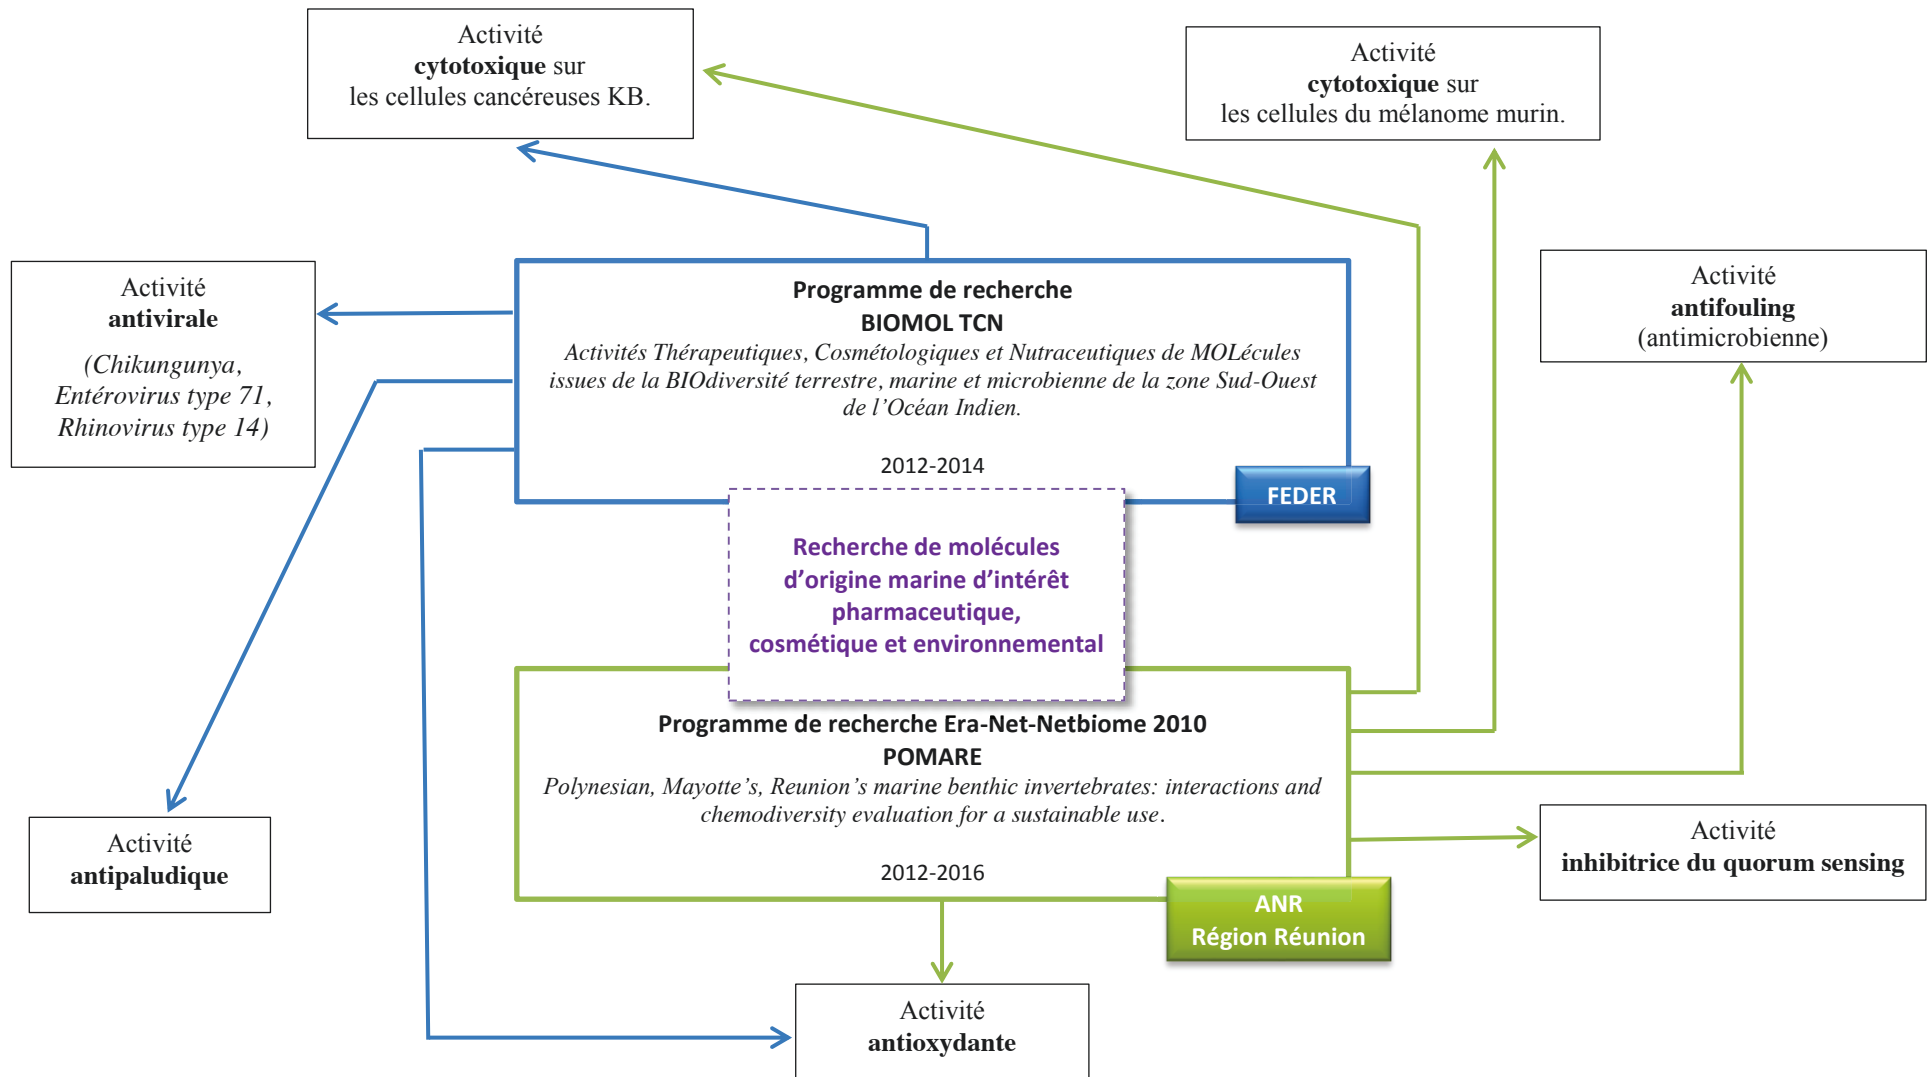 Activité
cytotoxique sur
les cellules cancéreuses KB.
Activité
cytotoxique sur
les cellules du mélanome murin.
Activité
antivirale
(Chikungunya,
Entérovirus type 71,
Rhinovirus type 14)
Programme de recherche
BIOMOL TCN
Activités Thérapeutiques, Cosmétologiques et Nutraceutiques de MOLécules
issues de la BIOdiversité terrestre, marine et microbienne de la zone Sud-Ouest
de l’Océan Indien.
2012-2014
FEDER
Activité
antifouling
(antimicrobienne)
Recherche de molécules
d’origine marine d’intérêt
pharmaceutique,
cosmétique et environnemental
Programme de recherche Era-Net-Netbiome 2010
POMARE
Polynesian, Mayotte’s, Reunion’s marine benthic invertebrates: interactions and
chemodiversity evaluation for a sustainable use.
2012-2016
ANR
Région Réunion
Activité
antipaludique
Activité
inhibitrice du quorum sensing
Activité
antioxydante